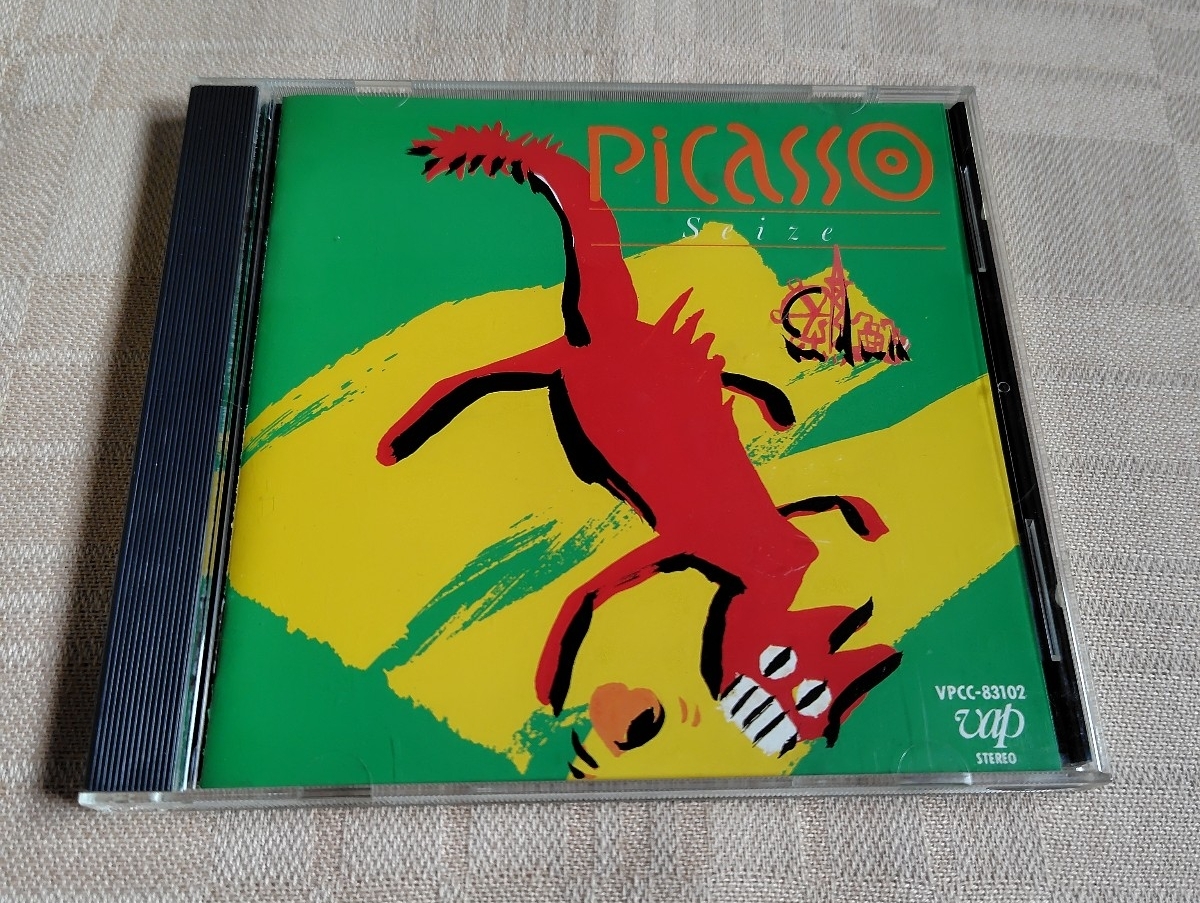 PiCASSO
Seize
VPCC-83102
vap
STEREO